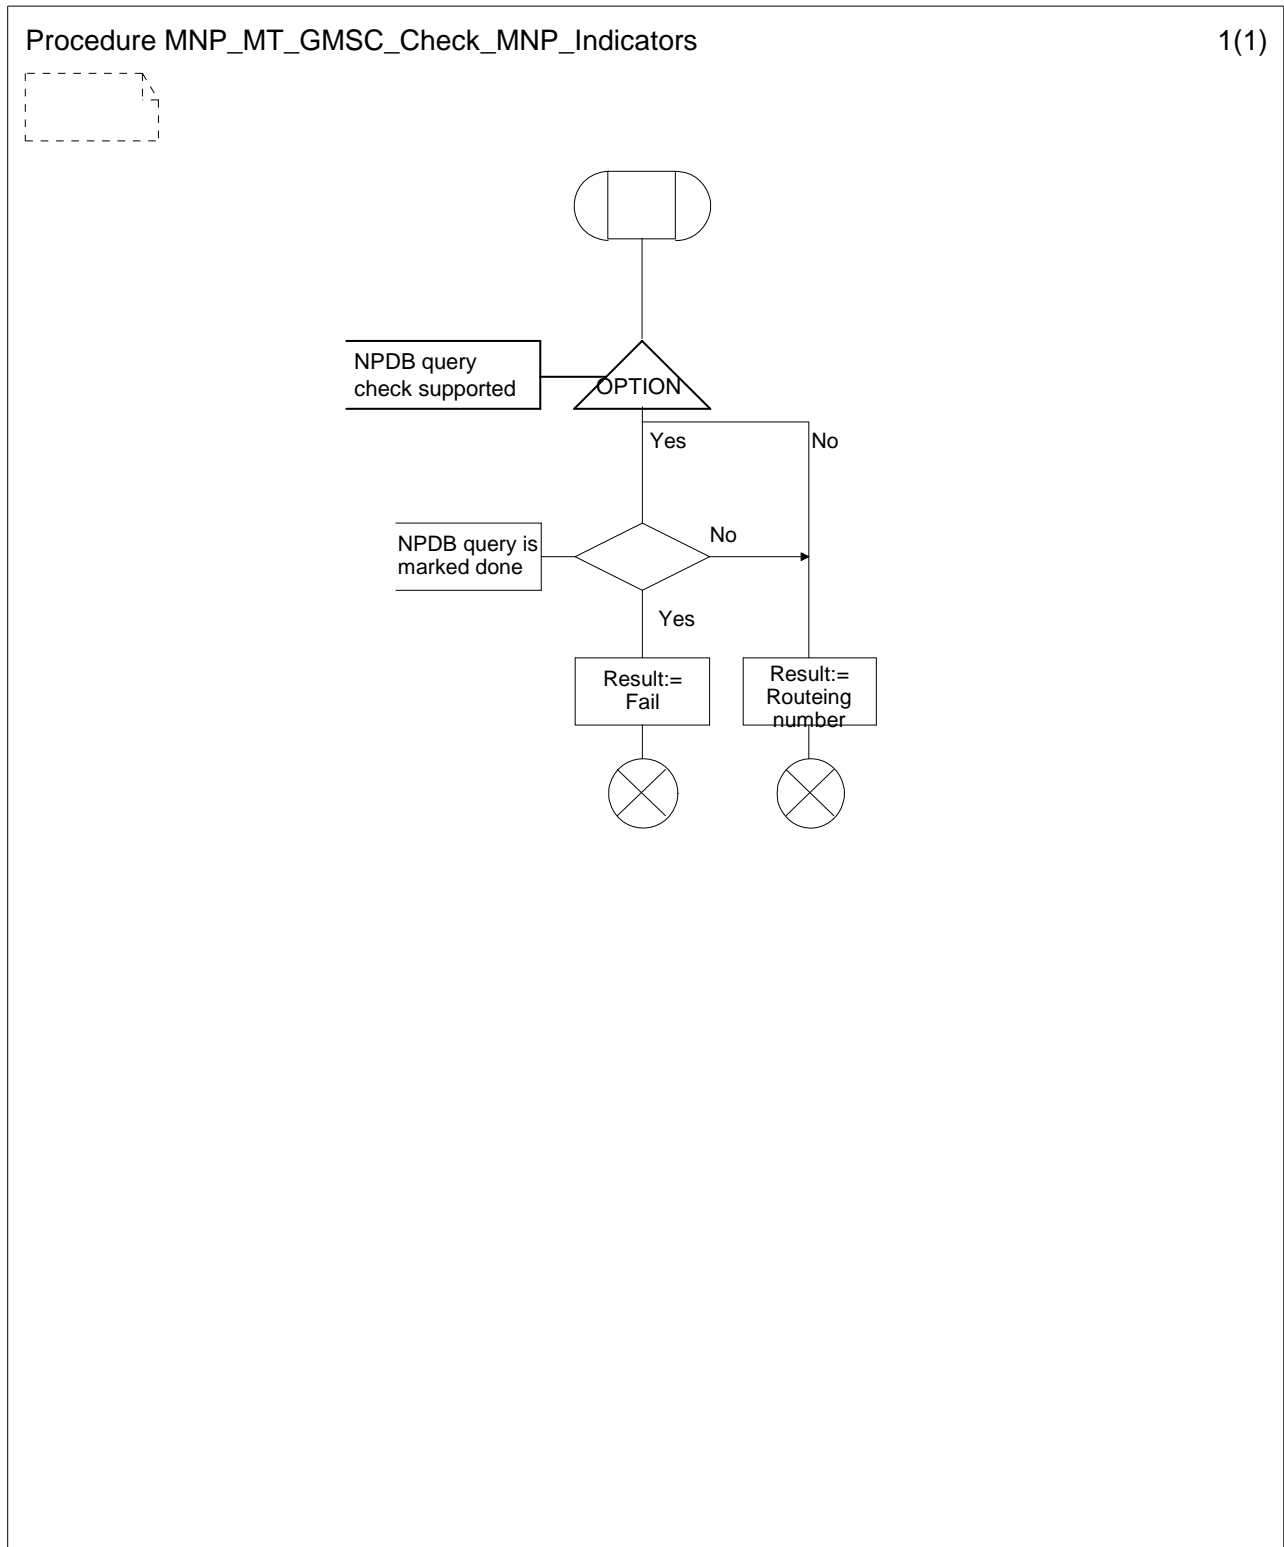 Procedure MNP_MT_GMSC_Check_MNP_Indicators
1(1)
NPDB query
check supported
OPTION
Yes
No
NPDB query is
marked done
No
Yes
Result:=
Fail
Result:=
Routeing
number